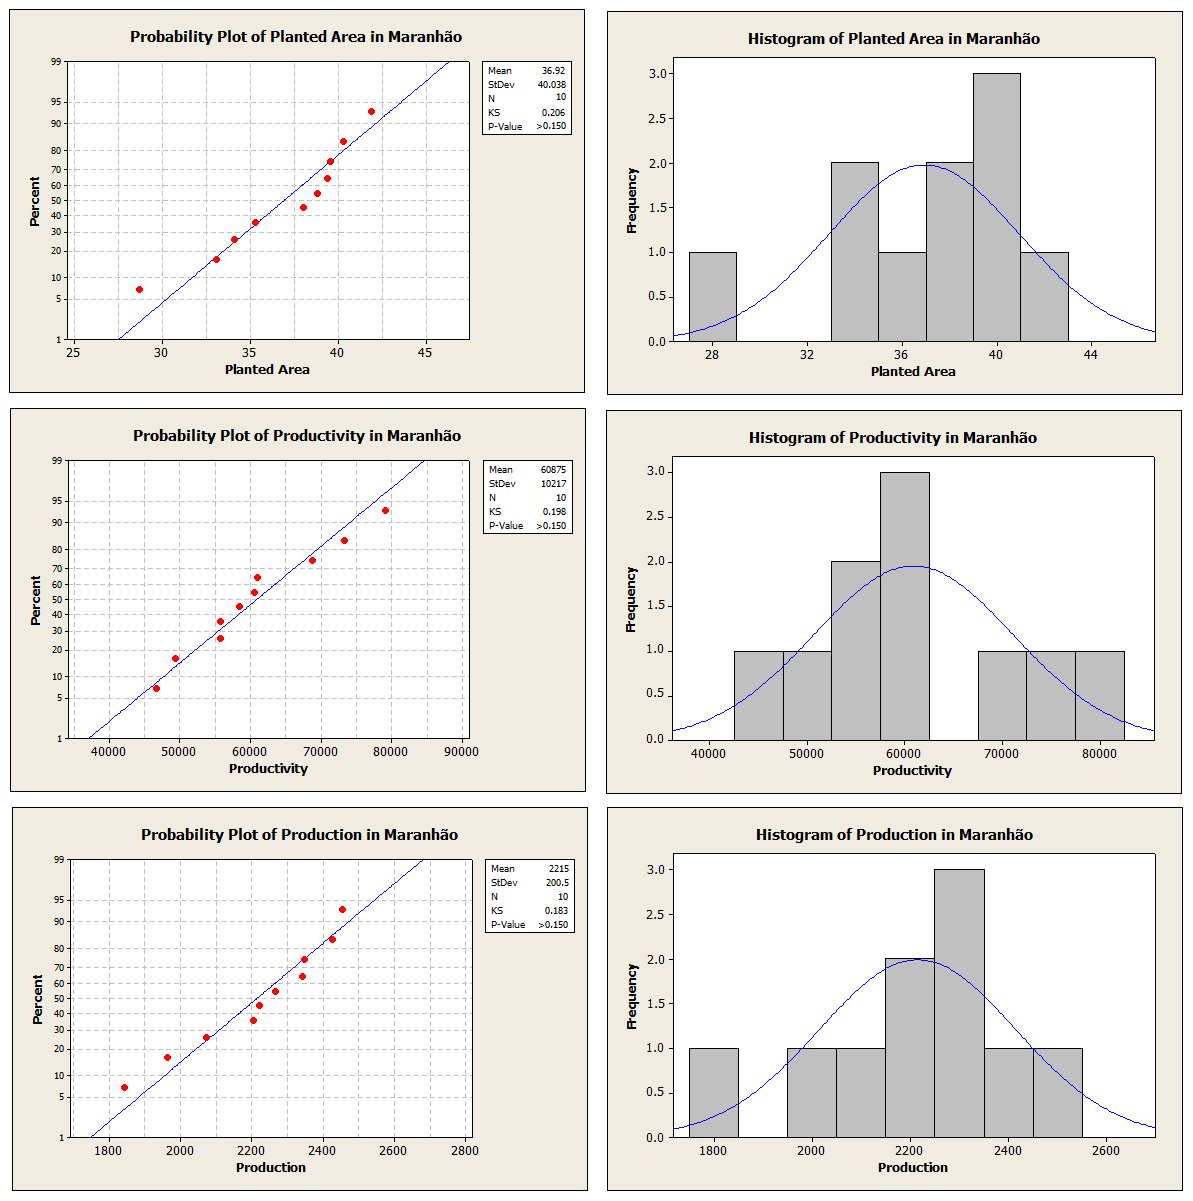 Probability Plot of Planted Area in Maranhão
99
95
90
80
70
60
50
40
30
20
10
5
1
Percent
25 30 35 40 45
Planted Area
Mean 36.92
StDev 40.038
N 10
KS 0.206
P-Value >0.150
Histogram of Planted Area in Maranhão
3.0
2.5
2.0
1.5
1.0
0.5
0.0
Frequency
28 32 36 40 44
Planted Area
Probability Plot of Productivity in Maranhão
99
95
90
80
70
60
50
40
30
20
10
5
1
Percent
40000 50000 60000 70000 80000 90000
Productivity
Mean 60875
StDev 10217
N 10
KS 0.198
P-Value >0.150
Histogram of Productivity in Maranhão
3.0
2.5
2.0
1.5
1.0
0.5
0.0
Frequency
40000 50000 60000 70000 80000
Productivity
Probability Plot of Production in Maranhão
99
95
90
80
70
60
50
40
30
20
10
5
1
Percent
1800 2000 2200 2400 2600 2800
Production
Mean 2215
StDev 200.5
N 10
KS 0.183
P-Value >0.150
Histogram of Production in Maranhão
3.0
2.5
2.0
1.5
1.0
0.5
0.0
Frequency
1800 2000 2200 2400 2600
Production